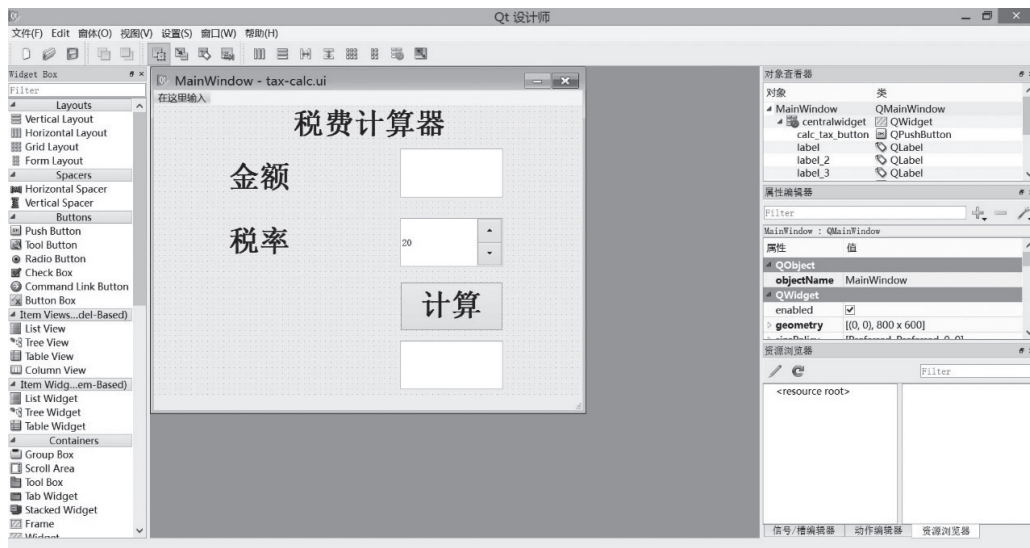 Qt 设计师
文件(F) Edit 窗体(O) 视图(V) 设置(S) 窗口(W) 帮助(H)
Widget Box
Filter
Layouts
Vertical Layout
Horizontal Layout
Grid Layout
Form Layout
Spacers
Horizontal Spacer
Vertical Spacer
Buttons
Push Button
Tool Button
Radio Button
Check Box
Command Link Button
Button Box
Item Views...del-Based)
List View
Tree View
Table View
Column View
Item Widg...em-Based)
List Widget
Tree Widget
Table Widget
Containers
Group Box
Scroll Area
Tool Box
Tab Widget
Stacked Widget
Frame
Widget
MainWindow - tax-calc.ui
在这里输入
税费计算器
金额
税率
20
计算
对象查看器
对象 类
MainWindow QMainWindow
centralwidget QWidget
calc_tax_button QPushButton
label QLabel
label_2 QLabel
label_3 QLabel
属性编辑器
Filter
MainWindow : QMainWindow
属性 值
QObject
objectName MainWindow
QWidget
enabled
geometry [(0, 0), 800 x 600]
sizePolicy [Preferred, Preferred, 0, 0]
资源浏览器
Filter
<resource root>
信号/槽编辑器 动作编辑器 资源浏览器